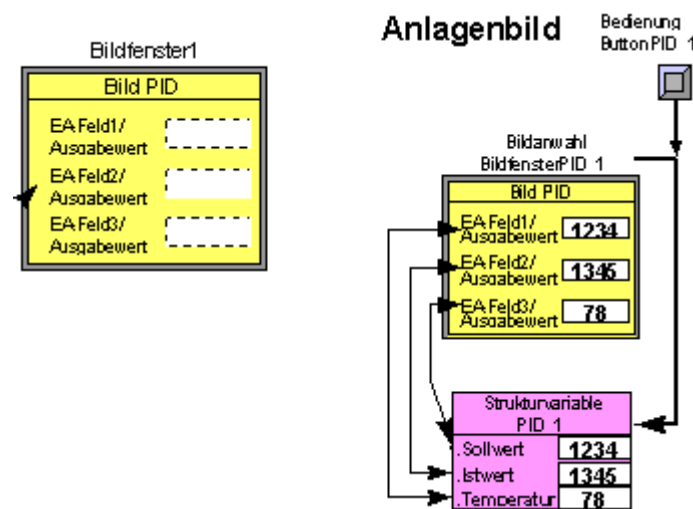 Bildfenster1
Bild PID
EA Feld1/
Ausgabewert
EA Feld2/
Ausgabewert
EA Feld3/
Ausgabewert
Anlagenbild
Bedienung
Button PID 1
Bildanwahl
BildfensterPID 1
Bild PID
EA Feld1/
Ausgabewert 1234
EA Feld2/
Ausgabewert 1345
EA Feld3/
Ausgabewert 78
Strukturvariable
PID 1
.Sollwert 1234
.Istwert 1345
.Temperatur 78